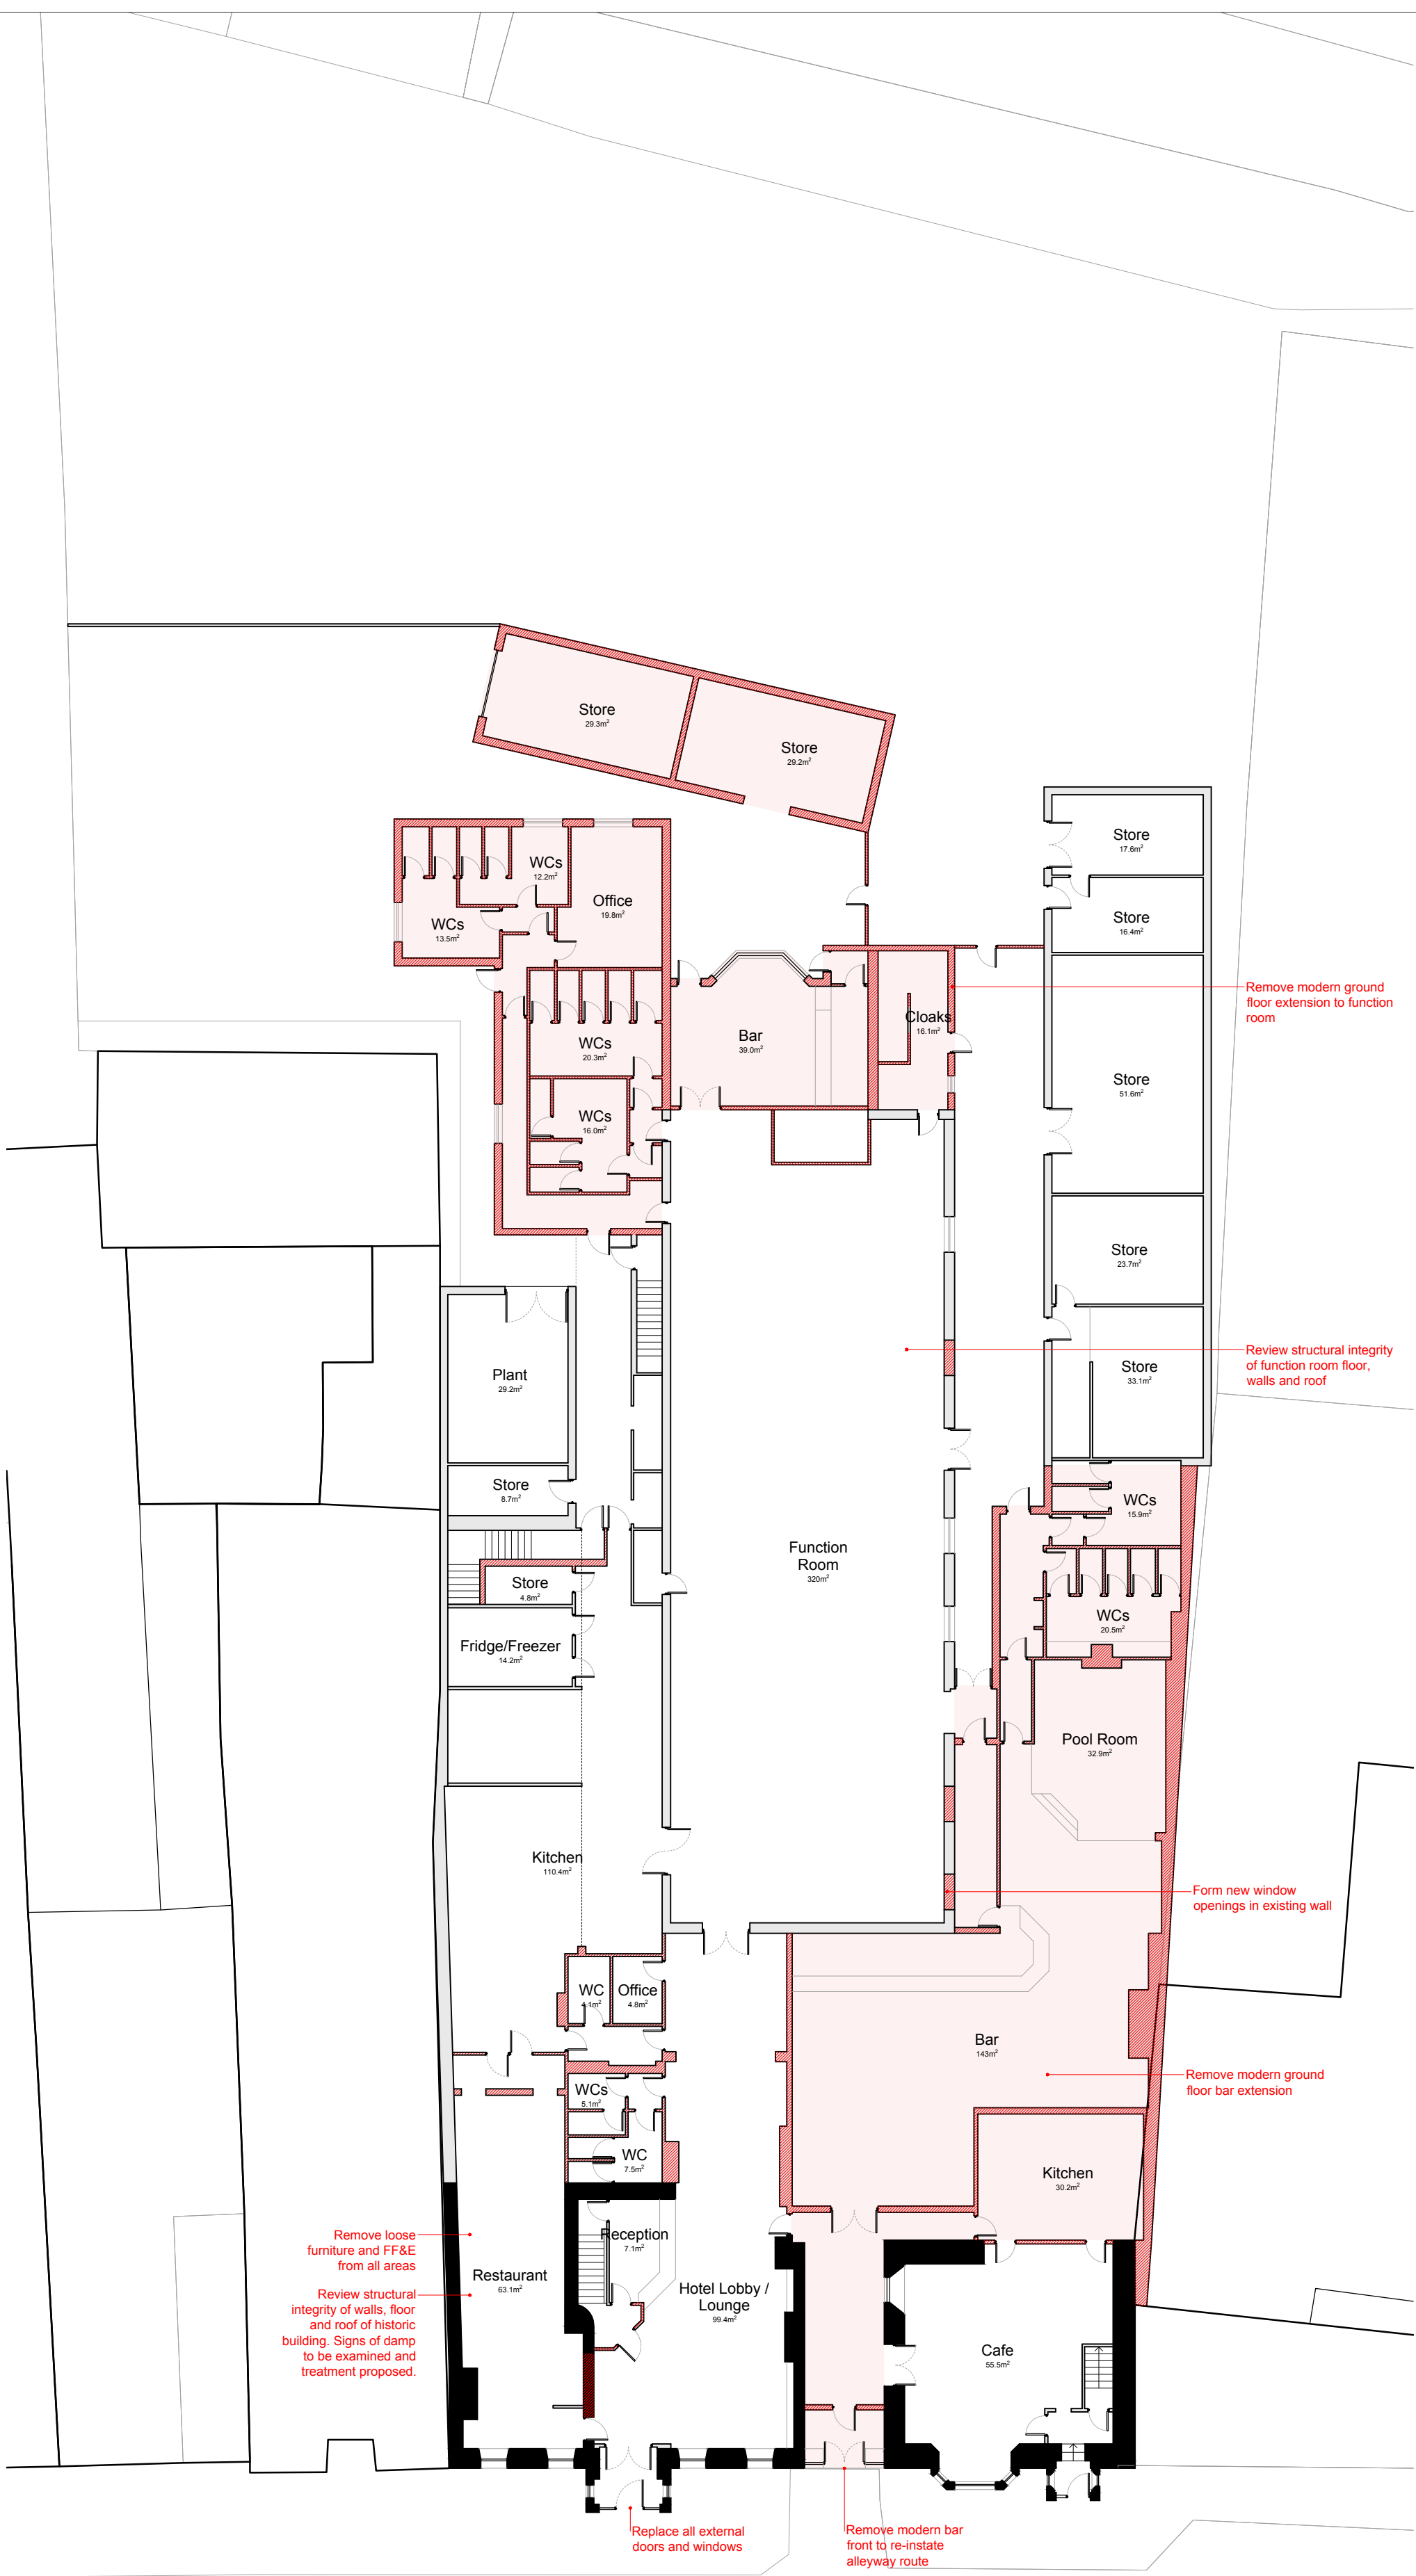 Store
29.3m²
Store
29.2m²
Store
17.6m²
WCs
12.2m²
Office
19.8m²
WCs
13.5m²
Store
16.4m²
Remove modern ground
floor extension to function
room
Cloaks
16.1m²
Bar
39.0m²
WCs
20.3m²
Store
51.6m²
WCs
16.0m²
Store
23.7m²
Review structural integrity
of function room floor,
walls and roof
Store
33.1m²
Plant
29.2m²
Store
8.7m²
WCs
15.9m²
Function
Room
320m²
Store
4.8m²
WCs
20.5m²
Fridge/Freezer
14.2m²
Pool Room
32.9m²
Kitchen
110.4m²
Form new window
openings in existing wall
WC
4.1m²
Office
4.8m²
Bar
143m²
Remove modern ground
floor bar extension
WCs
5.1m²
WC
7.5m²
Kitchen
30.2m²
Remove loose
furniture and FF&E
from all areas
Reception
7.1m²
Restaurant
63.1m²
Hotel Lobby /
Lounge
99.4m²
Review structural
integrity of walls, floor
and roof of historic
building. Signs of damp
to be examined and
treatment proposed.
Cafe
55.5m²
Replace all external
doors and windows
Remove modern bar
front to re-instate
alleyway route